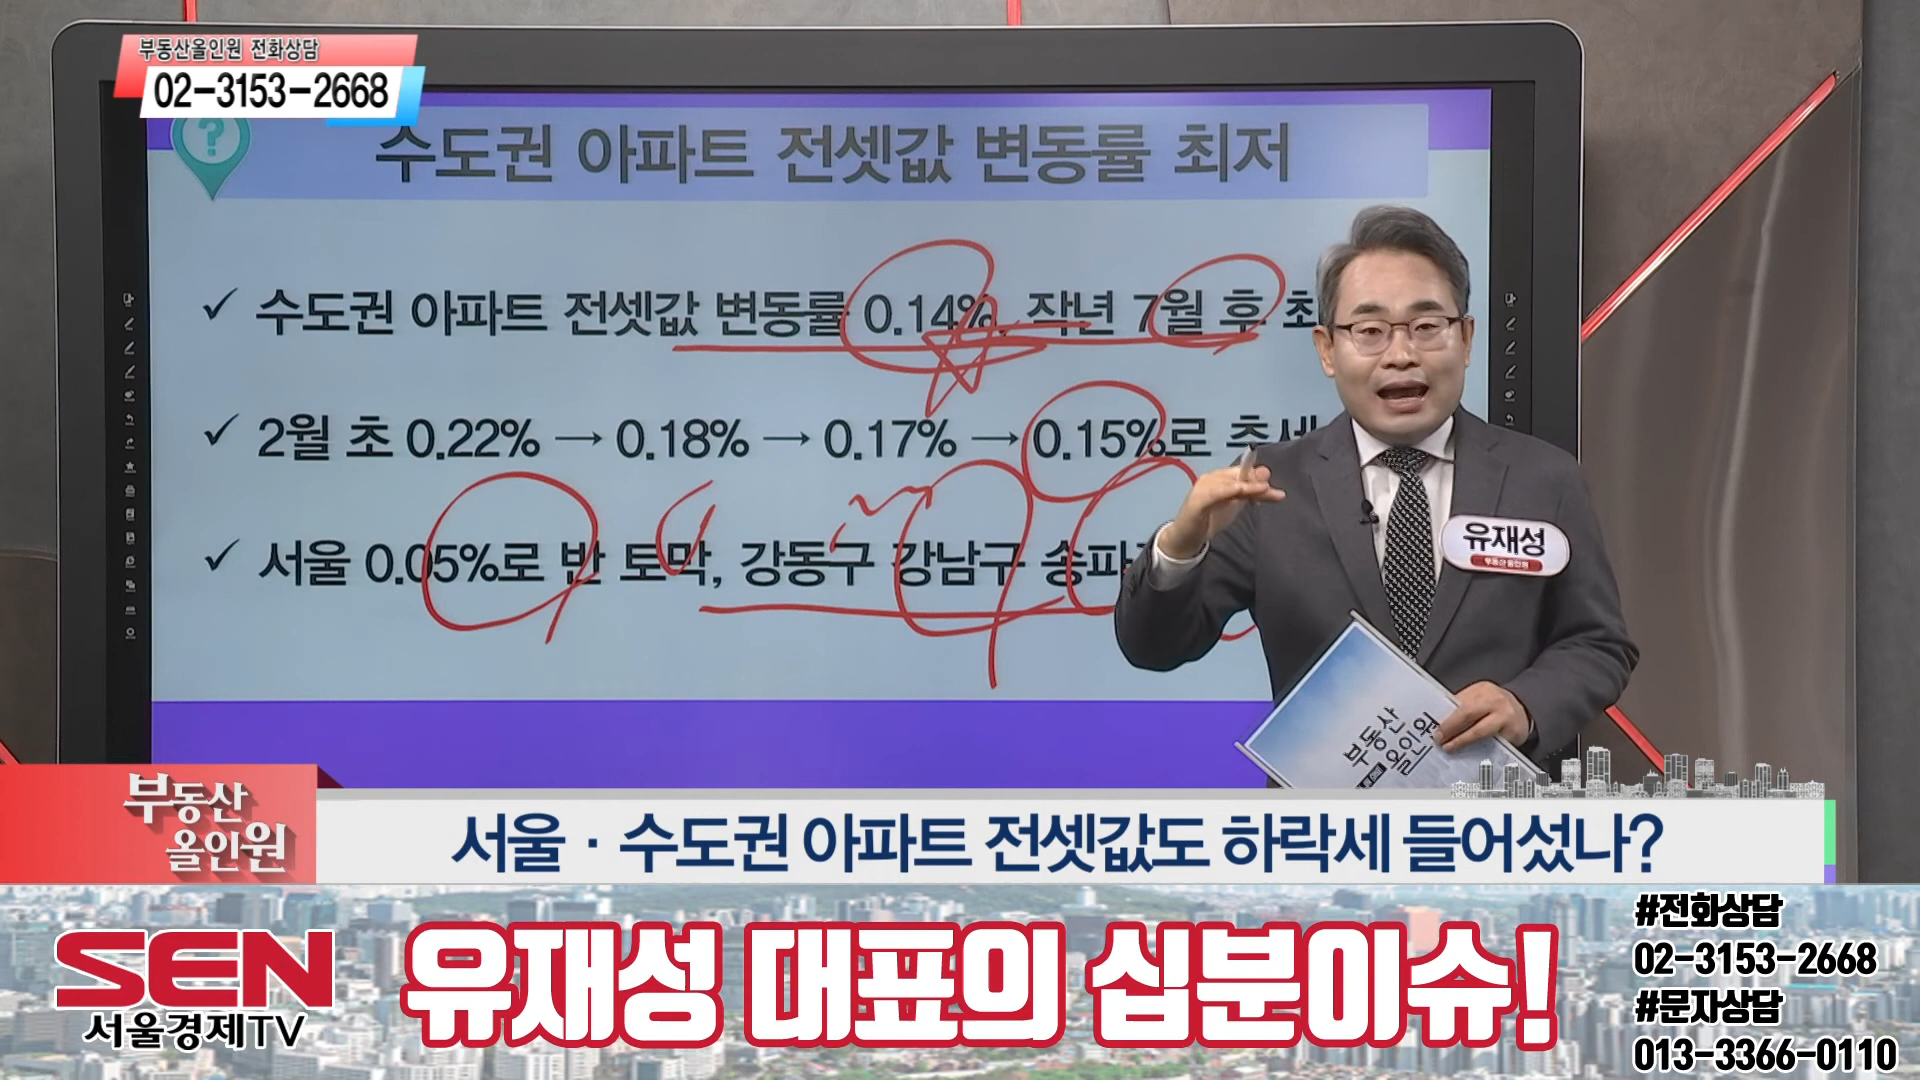 부동산올인원 전화상담
02-3153-2668
수도권 아파트 전셋값 변동률 최저
수도권 아파트 전셋값 변동률 0.14%, 작년 7월 후 최
2월 초 0.22% → 0.18% → 0.17% → 0.15%로 추세
서울 0.05%로 반 토막, 강동구 강남구 송파
유재성
부동산 올인원
부동산
올인원
부동산
올인원
서울 · 수도권 아파트 전셋값도 하락세 들어섰나?
SEN
서울경제TV
유재성 대표의 십분이슈!
#전화상담
02-3153-2668
#문자상담
013-3366-0110